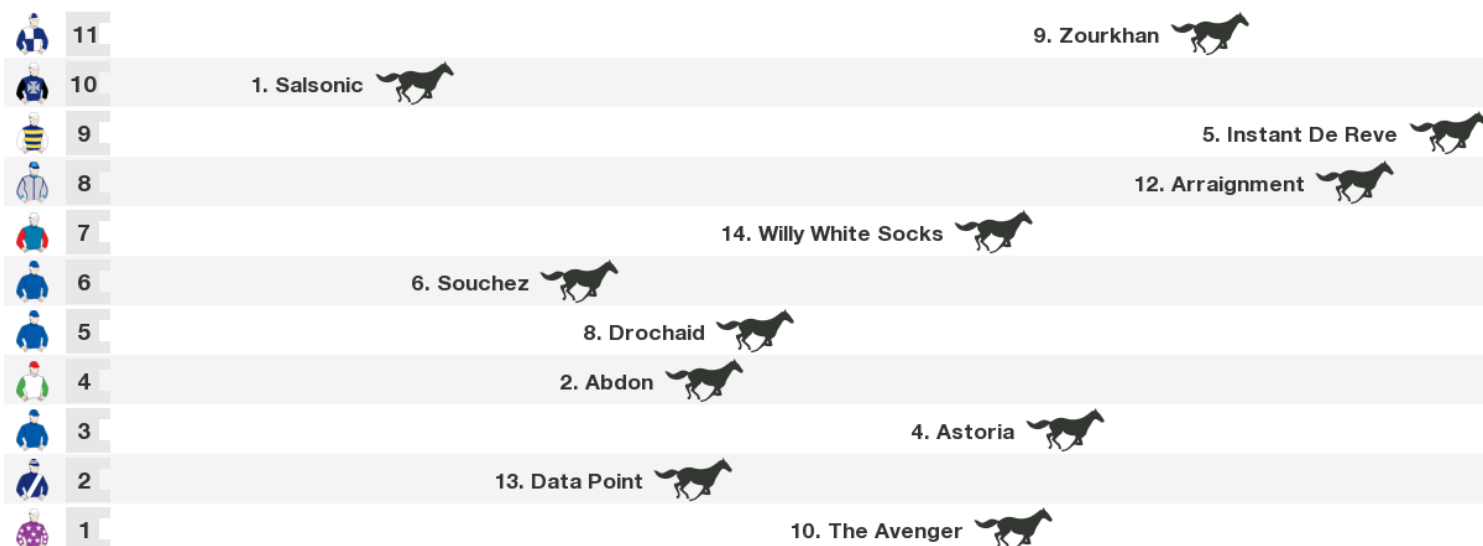 11 9. Zourkhan
10 1. Salsonic
9 5. Instant De Reve
8 12. Arraignment
7 14. Willy White Socks
6 6. Souchez
5 8. Drochaid
4 2. Abdon
3 4. Astoria
2 13. Data Point
1 10. The Avenger